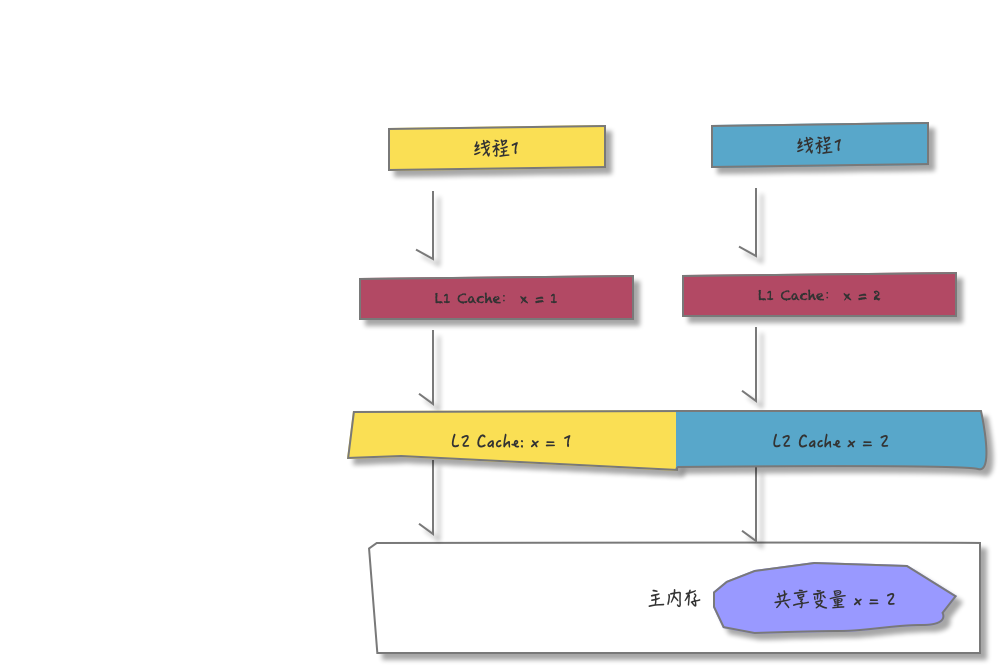 线程1
线程1
L1 Cache: x = 1
L1 Cache: x = 2
L2 Cache: x = 1
L2 Cache x = 2
主内存
共享变量 x = 2